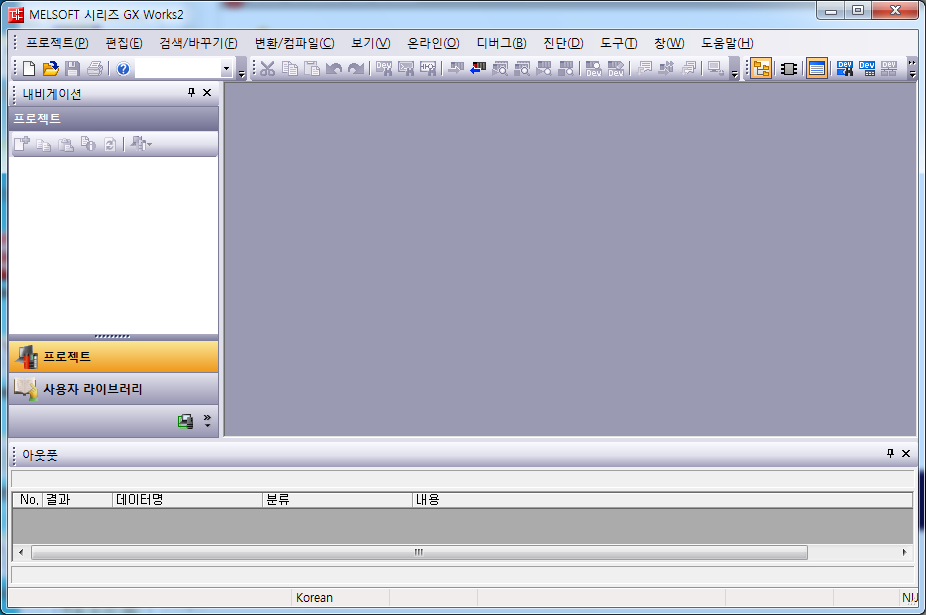 MELSOFT 시리즈 GX Works2
프로젝트(P) 편집(E) 검색/바꾸기(F) 변환/컴파일(C) 보기(V) 온라인(O) 디버그(B) 진단(D) 도구(T) 창(W) 도움말(H)
내비게이션
프로젝트
프로젝트
사용자 라이브러리
아웃풋
No. 결과 데이터명 분류 내용
Korean